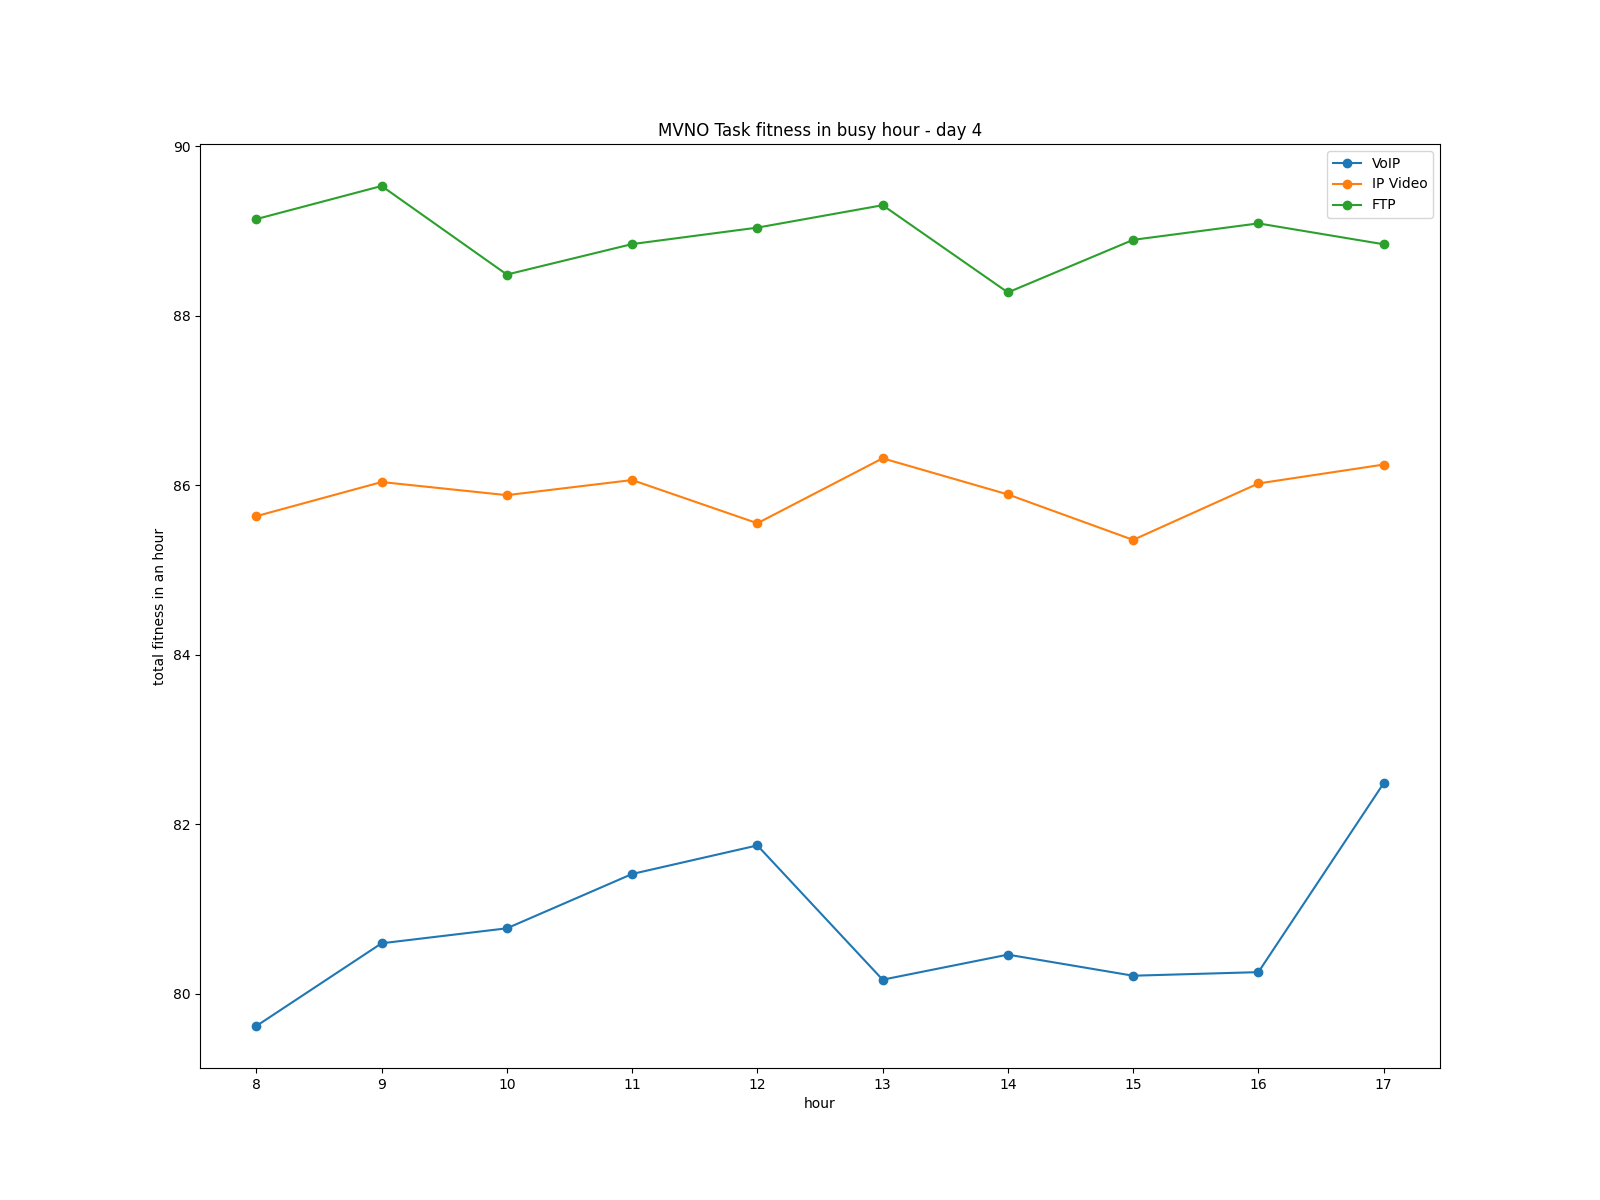 MVNO Task fitness in busy hour - day 4
VoIP
IP Video
FTP
total fitness in an hour
90
88
86
84
82
80
8 9 10 11 12 13 14 15 16 17
hour